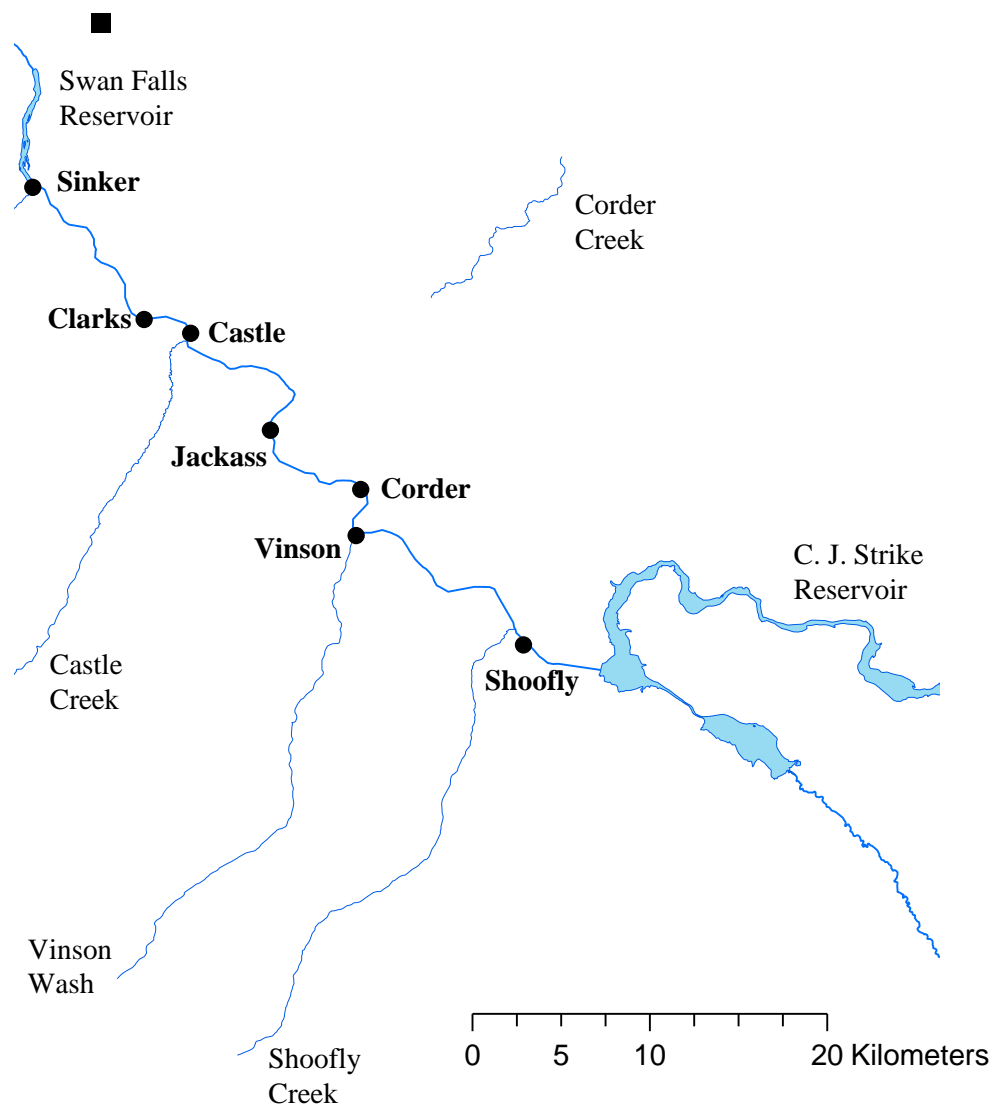 Swan Falls
Reservoir
Sinker
Corder
Creek
Clarks
Castle
Jackass
Corder
Vinson
C. J. Strike
Reservoir
Castle
Creek
Shoofly
Vinson
Wash
Shoofly
Creek
0 5 10 20 Kilometers